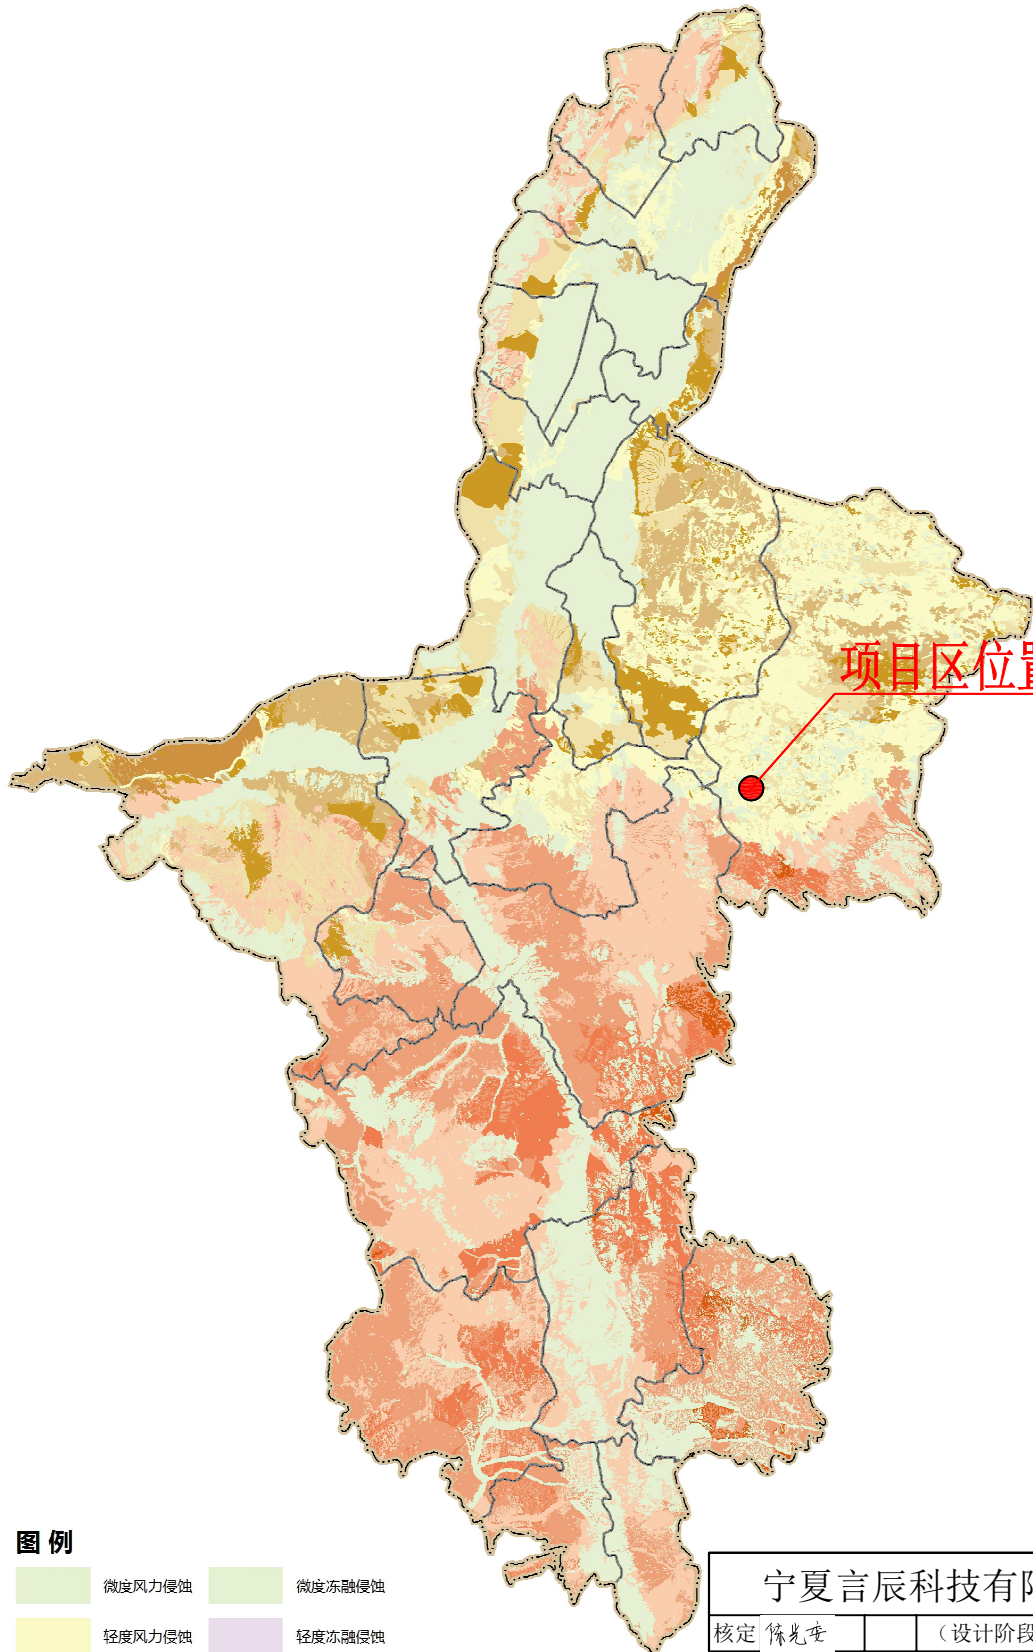 项目区位置
图 例
微度风力侵蚀 微度冻融侵蚀
轻度风力侵蚀 轻度冻融侵蚀
宁夏言辰科技有限
核定 （设计阶段